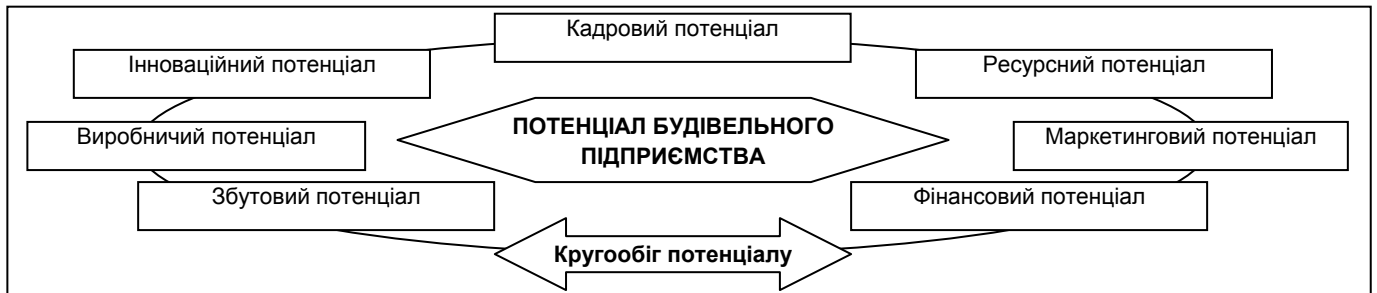 Кадровий потенціал
Інноваційний потенціал
Ресурсний потенціал
ПОТЕНЦІАЛ БУДІВЕЛЬНОГО
ПІДПРИЄМСТВА
Виробничий потенціал
Маркетинговий потенціал
Збутовий потенціал
Фінансовий потенціал
Кругообіг потенціалу